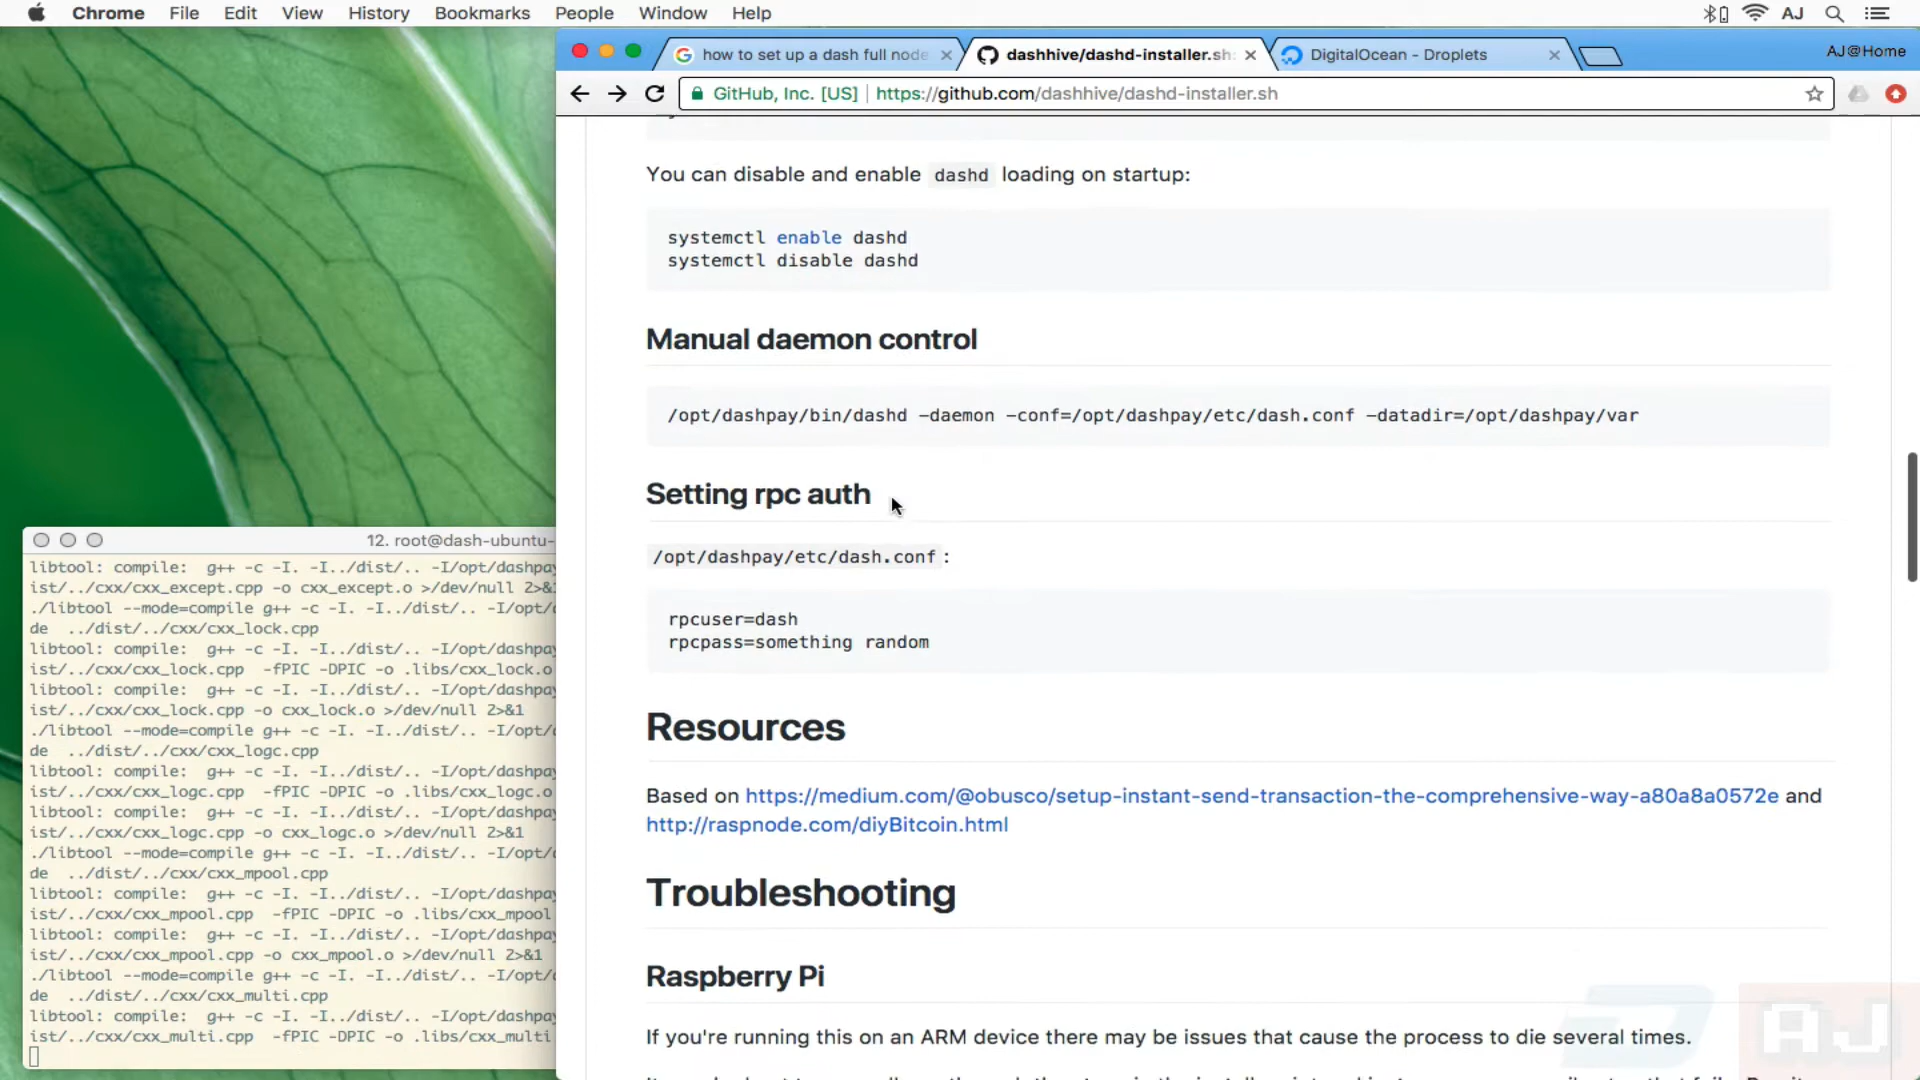 Chrome File Edit View History Bookmarks People Window Help AJ
how to set up a dash full node
dashhive/dashd-installer.sh:
DigitalOcean - Droplets
AJ@Home
GitHub, Inc. [US] https://github.com/dashhive/dashd-installer.sh
You can disable and enable dashd loading on startup:
systemctl enable dashd
systemctl disable dashd
Manual daemon control
/opt/dashpay/bin/dashd -daemon -conf=/opt/dashpay/etc/dash.conf -datadir=/opt/dashpay/var
Setting rpc auth
/opt/dashpay/etc/dash.conf:
rpcuser=dash
rpcpass=something random
Resources
Based on https://medium.com/@obusco/setup-instant-send-transaction-the-comprehensive-way-a80a8a0572e and
http://raspnode.com/diyBitcoin.html
Troubleshooting
Raspberry Pi
If you're running this on an ARM device there may be issues that cause the process to die several times.
12. root@dash-ubuntu-
libtool: compile: g++ -c -I. -I../dist/.. -I/opt/dashpay
ist/../cxx/cxx_except.cpp -o cxx_except.o >/dev/null 2>&1
./libtool --mode=compile g++ -c -I. -I../dist/.. -I/opt/d
de ../dist/../cxx/cxx_lock.cpp
libtool: compile: g++ -c -I. -I../dist/.. -I/opt/dashpay
ist/../cxx/cxx_lock.cpp -fPIC -DPIC -o .libs/cxx_lock.o
libtool: compile: g++ -c -I. -I../dist/.. -I/opt/dashpay
ist/../cxx/cxx_lock.cpp -o cxx_lock.o >/dev/null 2>&1
./libtool --mode=compile g++ -c -I. -I../dist/.. -I/opt/d
de ../dist/../cxx/cxx_logc.cpp
libtool: compile: g++ -c -I. -I../dist/.. -I/opt/dashpay
ist/../cxx/cxx_logc.cpp -fPIC -DPIC -o .libs/cxx_logc.o
libtool: compile: g++ -c -I. -I../dist/.. -I/opt/dashpay
ist/../cxx/cxx_logc.cpp -o cxx_logc.o >/dev/null 2>&1
./libtool --mode=compile g++ -c -I. -I../dist/.. -I/opt/d
de ../dist/../cxx/cxx_mpool.cpp
libtool: compile: g++ -c -I. -I../dist/.. -I/opt/dashpay
ist/../cxx/cxx_mpool.cpp -fPIC -DPIC -o .libs/cxx_mpool
libtool: compile: g++ -c -I. -I../dist/.. -I/opt/dashpay
ist/../cxx/cxx_mpool.cpp -o cxx_mpool.o >/dev/null 2>&1
./libtool --mode=compile g++ -c -I. -I../dist/.. -I/opt/d
de ../dist/../cxx/cxx_multi.cpp
libtool: compile: g++ -c -I. -I../dist/.. -I/opt/dashpay
ist/../cxx/cxx_multi.cpp -fPIC -DPIC -o .libs/cxx_multi
AJ